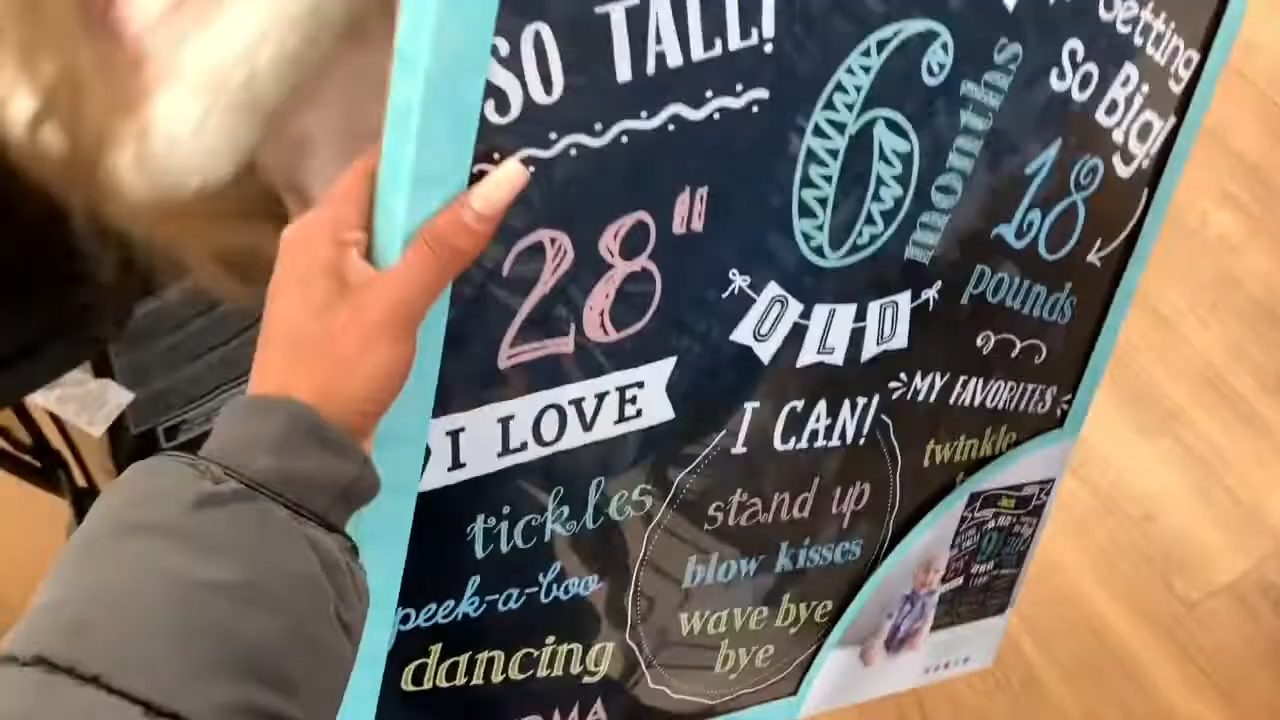 SO TALL!
28"
I LOVE
tickles
peek-a-boo
dancing
6
months
OLD
I CAN!
stand up
blow kisses
wave bye
bye
Getting
So Big!
18
pounds
MY FAVORITES
twinkle